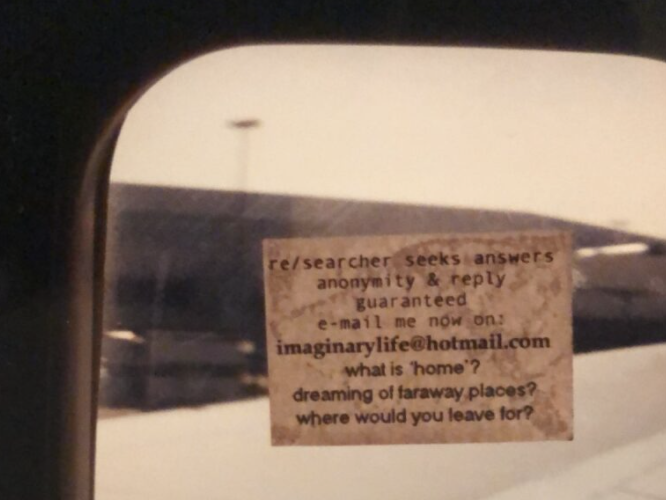 re/searcher seeks answers
anonymity & reply
guaranteed
e-mail me now on:
imaginarylife@hotmail.com
what is 'home'?
dreaming of faraway places?
where would you leave for?